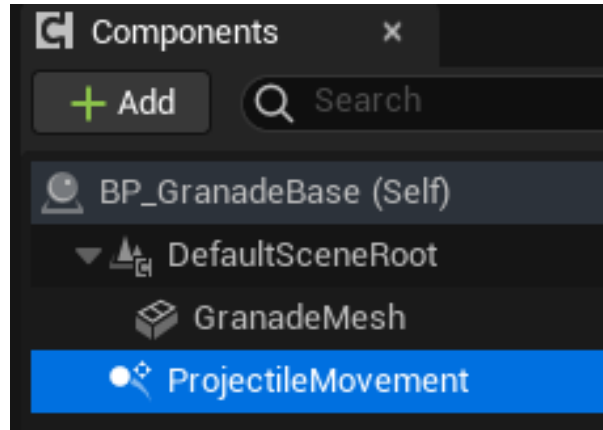 Components
Add
Search
BP_GranadeBase (Self)
DefaultSceneRoot
GranadeMesh
ProjectileMovement